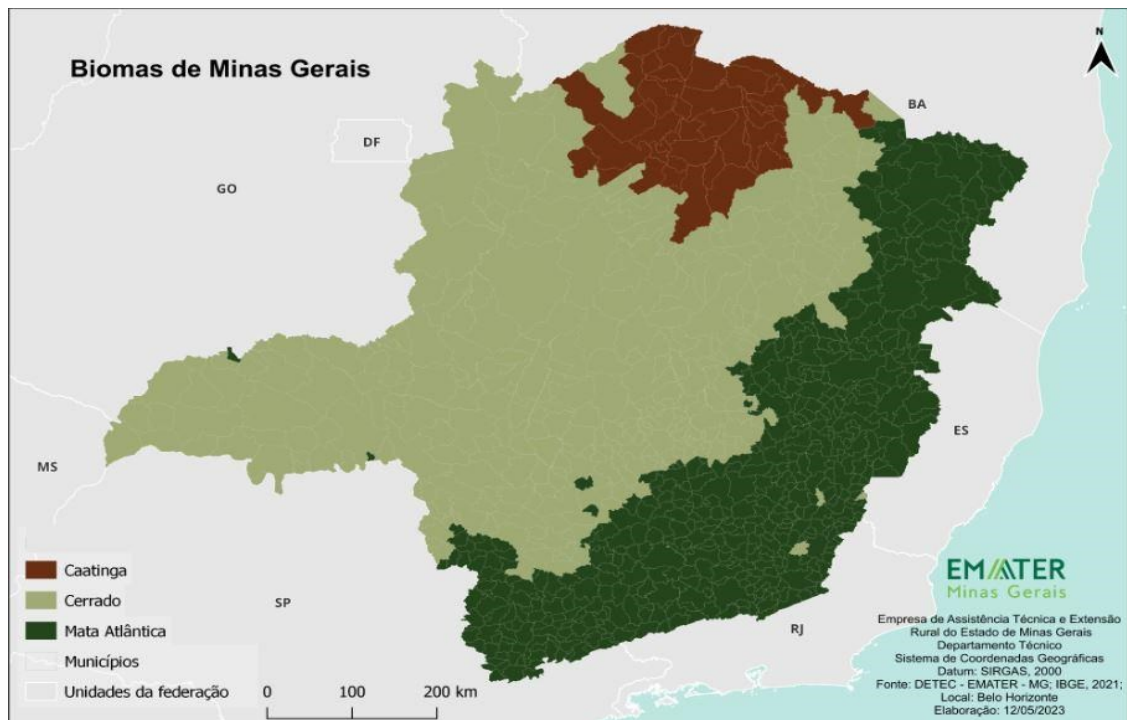 Biomas de Minas Gerais
N
BA
DF
GO
MS
ES
SP
RJ
Caatinga
Cerrado
Mata Atlântica
Municípios
Unidades da federação
0 100 200 km
EMATER
Minas Gerais
Empresa de Assistência Técnica e Extensão
Rural do Estado de Minas Gerais
Departamento Técnico
Sistema de Coordenadas Geográficas
Datum: SIRGAS, 2000
Fonte: DETEC - EMATER - MG; IBGE, 2021;
Local: Belo Horizonte
Elaboração: 12/05/2023